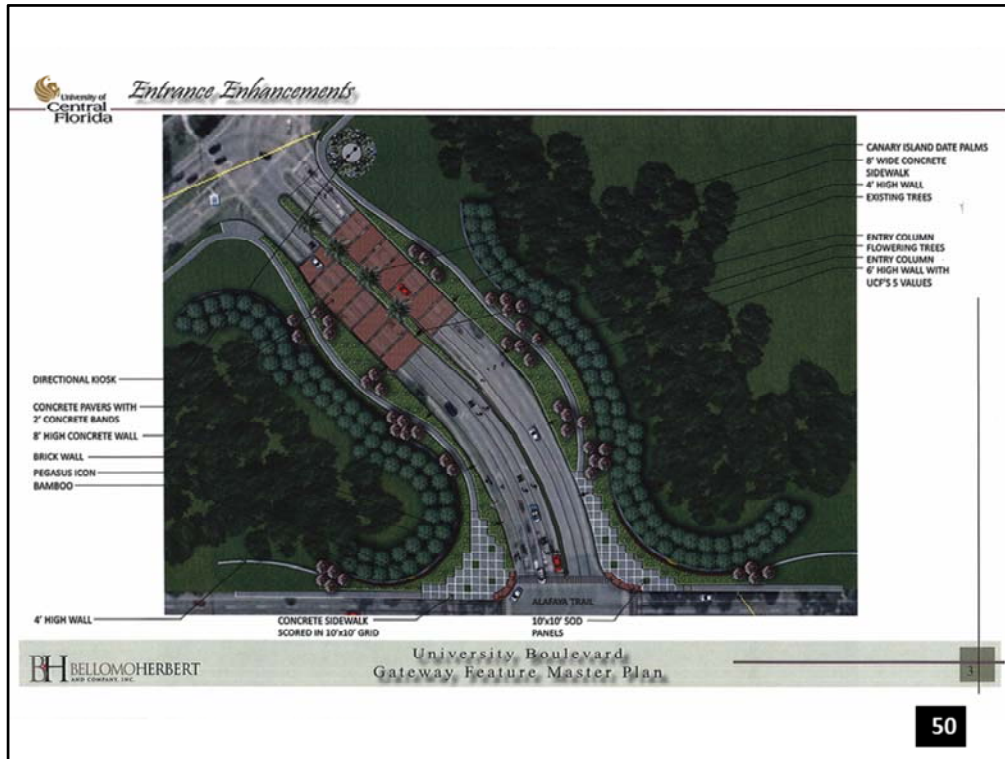 University of
Central
Florida
Entrance Enhancements
CANARY ISLAND DATE PALMS
8' WIDE CONCRETE
SIDEWALK
4' HIGH WALL
EXISTING TREES
ENTRY COLUMN
FLOWERING TREES
ENTRY COLUMN
6' HIGH WALL WITH
UCF'S 5 VALUES
DIRECTIONAL KIOSK
CONCRETE PAVERS WITH
2' CONCRETE BANDS
8' HIGH CONCRETE WALL
BRICK WALL
PEGASUS ICON
BAMBOO
4' HIGH WALL
CONCRETE SIDEWALK
SCORED IN 10'x10' GRID
ALAFAYA TRAIL
10'x10' SOD
PANELS
BH BELLOMOHERBERT
AND COMPANY, INC.
University Boulevard
Gateway Feature Master Plan
3
50